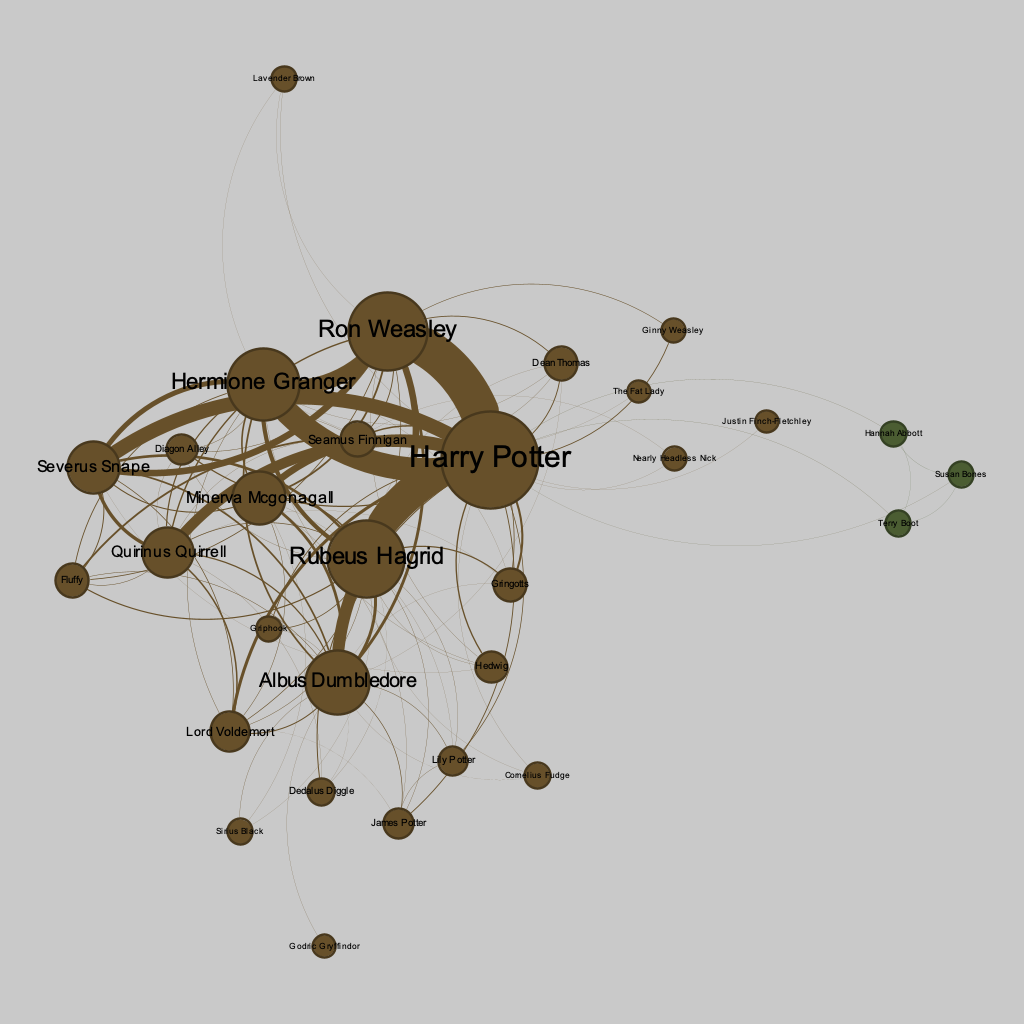 Lavender Brown
Ron Weasley
Ginny Weasley
Dean Thomas
Hermione Granger
The Fat Lady
Justin Finch-Fletchley
Hannah Abbott
Seamus Finnigan
Diagon Alley
Harry Potter
Nearly Headless Nick
Severus Snape
Susan Bones
Minerva Mcgonagall
Terry Boot
Quirinus Quirrell
Rubeus Hagrid
Fluffy
Gringotts
Griphook
Hedwig
Albus Dumbledore
Lord Voldemort
Lily Potter
Cornelius Fudge
Dedalus Diggle
James Potter
Sirius Black
Godric Gryffindor